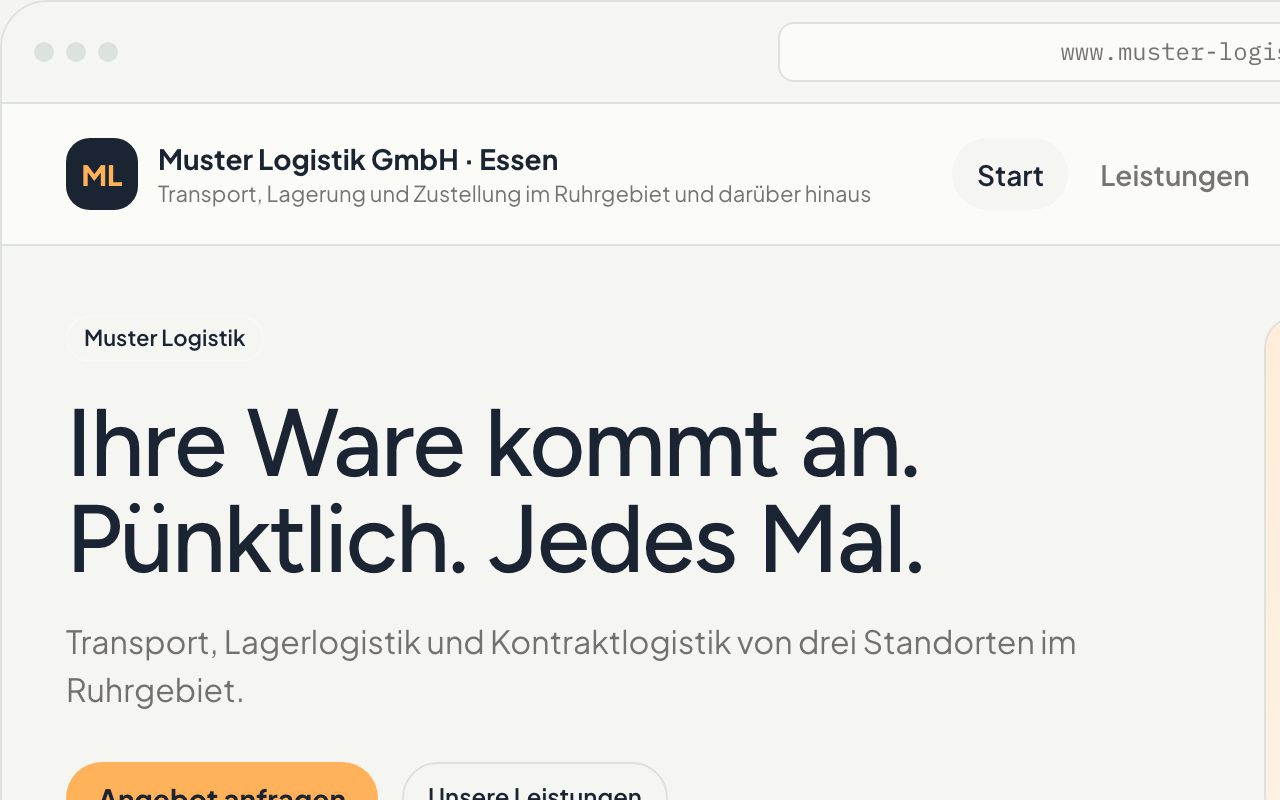 www.muster-logis
ML
Muster Logistik GmbH · Essen
Transport, Lagerung und Zustellung im Ruhrgebiet und darüber hinaus
Start
Leistungen
Muster Logistik
Ihre Ware kommt an.
Pünktlich. Jedes Mal.
Transport, Lagerlogistik und Kontraktlogistik von drei Standorten im
Ruhrgebiet.
Angebot anfragen
Unsere Leistungen